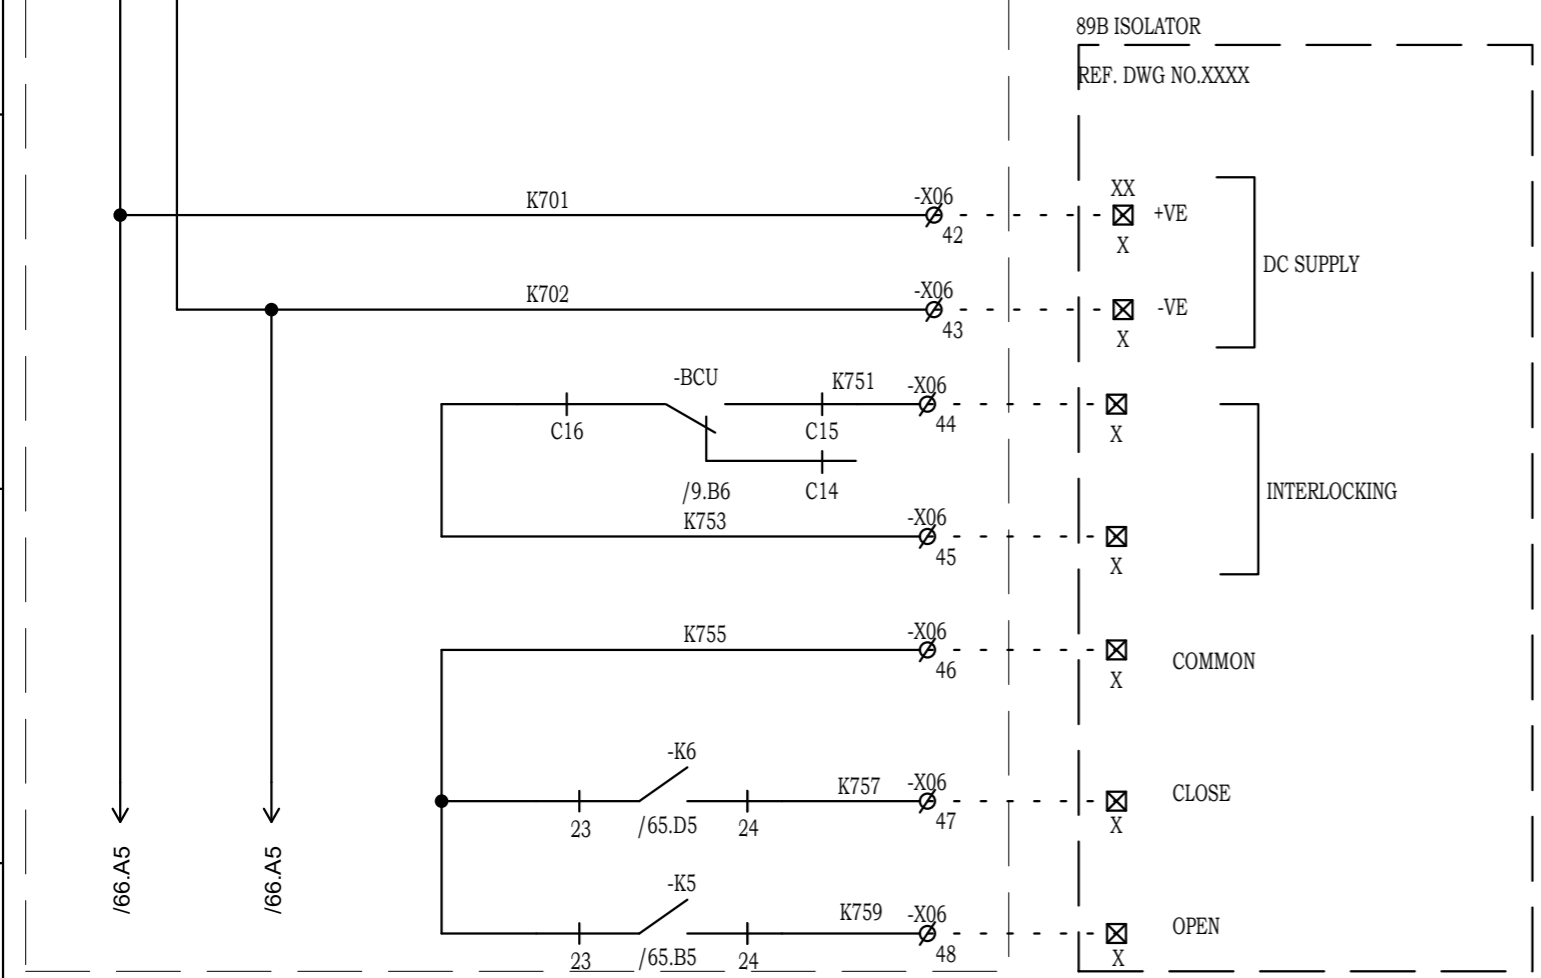 89B ISOLATOR
REF. DWG NO.XXXX
K701
-X06
42
XX
X
+VE
DC SUPPLY
K702
-X06
43
X
-VE
-BCU
K751
-X06
C16
C15
44
X
/9.B6
C14
INTERLOCKING
K753
-X06
45
X
K755
-X06
46
X
COMMON
-K6
K757
-X06
23
/65.D5
24
47
X
CLOSE
-K5
K759
-X06
23
/65.B5
24
48
X
OPEN
/66.A5
/66.A5